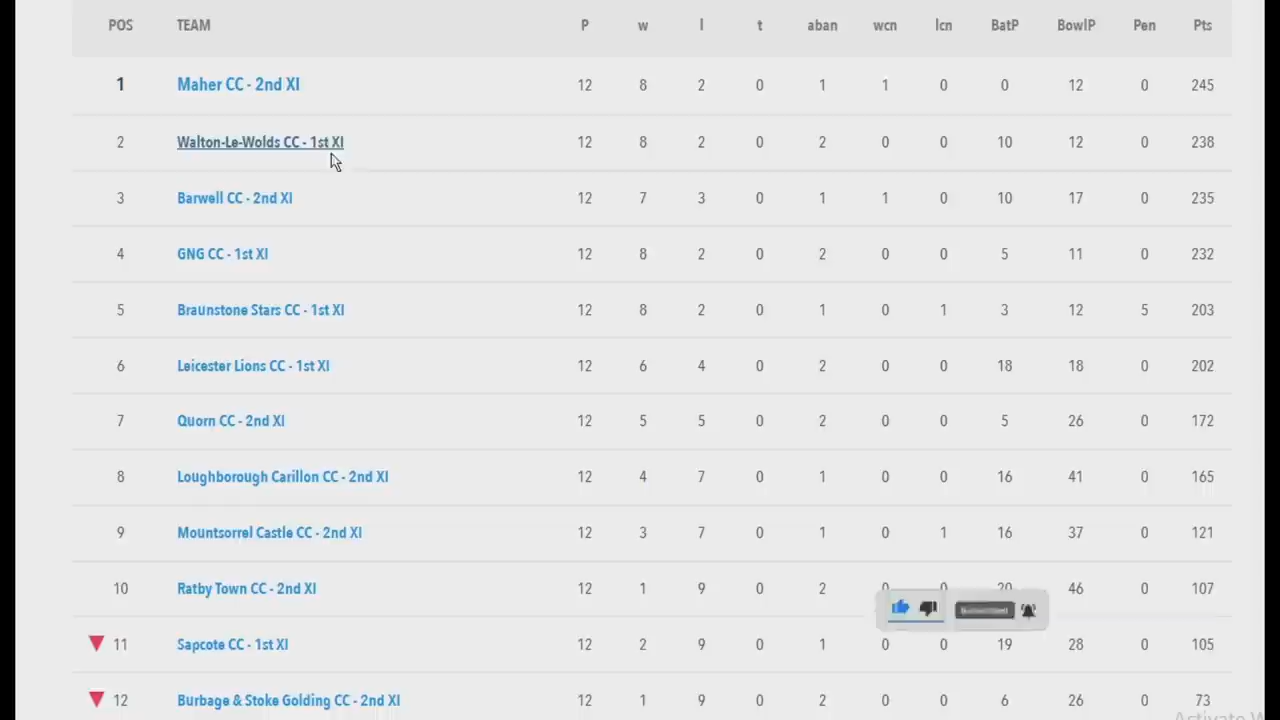 POS TEAM P w l t aban wcn lcn BatP BowlP Pen Pts
1 Maher CC - 2nd XI 12 8 2 0 1 1 0 0 12 0 245
2 Walton-Le-Wolds CC - 1st XI 12 8 2 0 2 0 0 10 12 0 238
3 Barwell CC - 2nd XI 12 7 3 0 1 1 0 10 17 0 235
4 GNG CC - 1st XI 12 8 2 0 2 0 0 5 11 0 232
5 Braunstone Stars CC - 1st XI 12 8 2 0 1 0 1 3 12 5 203
6 Leicester Lions CC - 1st XI 12 6 4 0 2 0 0 18 18 0 202
7 Quorn CC - 2nd XI 12 5 5 0 2 0 0 5 26 0 172
8 Loughborough Carillon CC - 2nd XI 12 4 7 0 1 0 0 16 41 0 165
9 Mountsorrel Castle CC - 2nd XI 12 3 7 0 1 0 1 16 37 0 121
10 Ratby Town CC - 2nd XI 12 1 9 0 2 0 0 20 46 0 107
11 Sapcote CC - 1st XI 12 2 9 0 1 0 0 19 28 0 105
12 Burbage & Stoke Golding CC - 2nd XI 12 1 9 0 2 0 0 6 26 0 73
Activate W